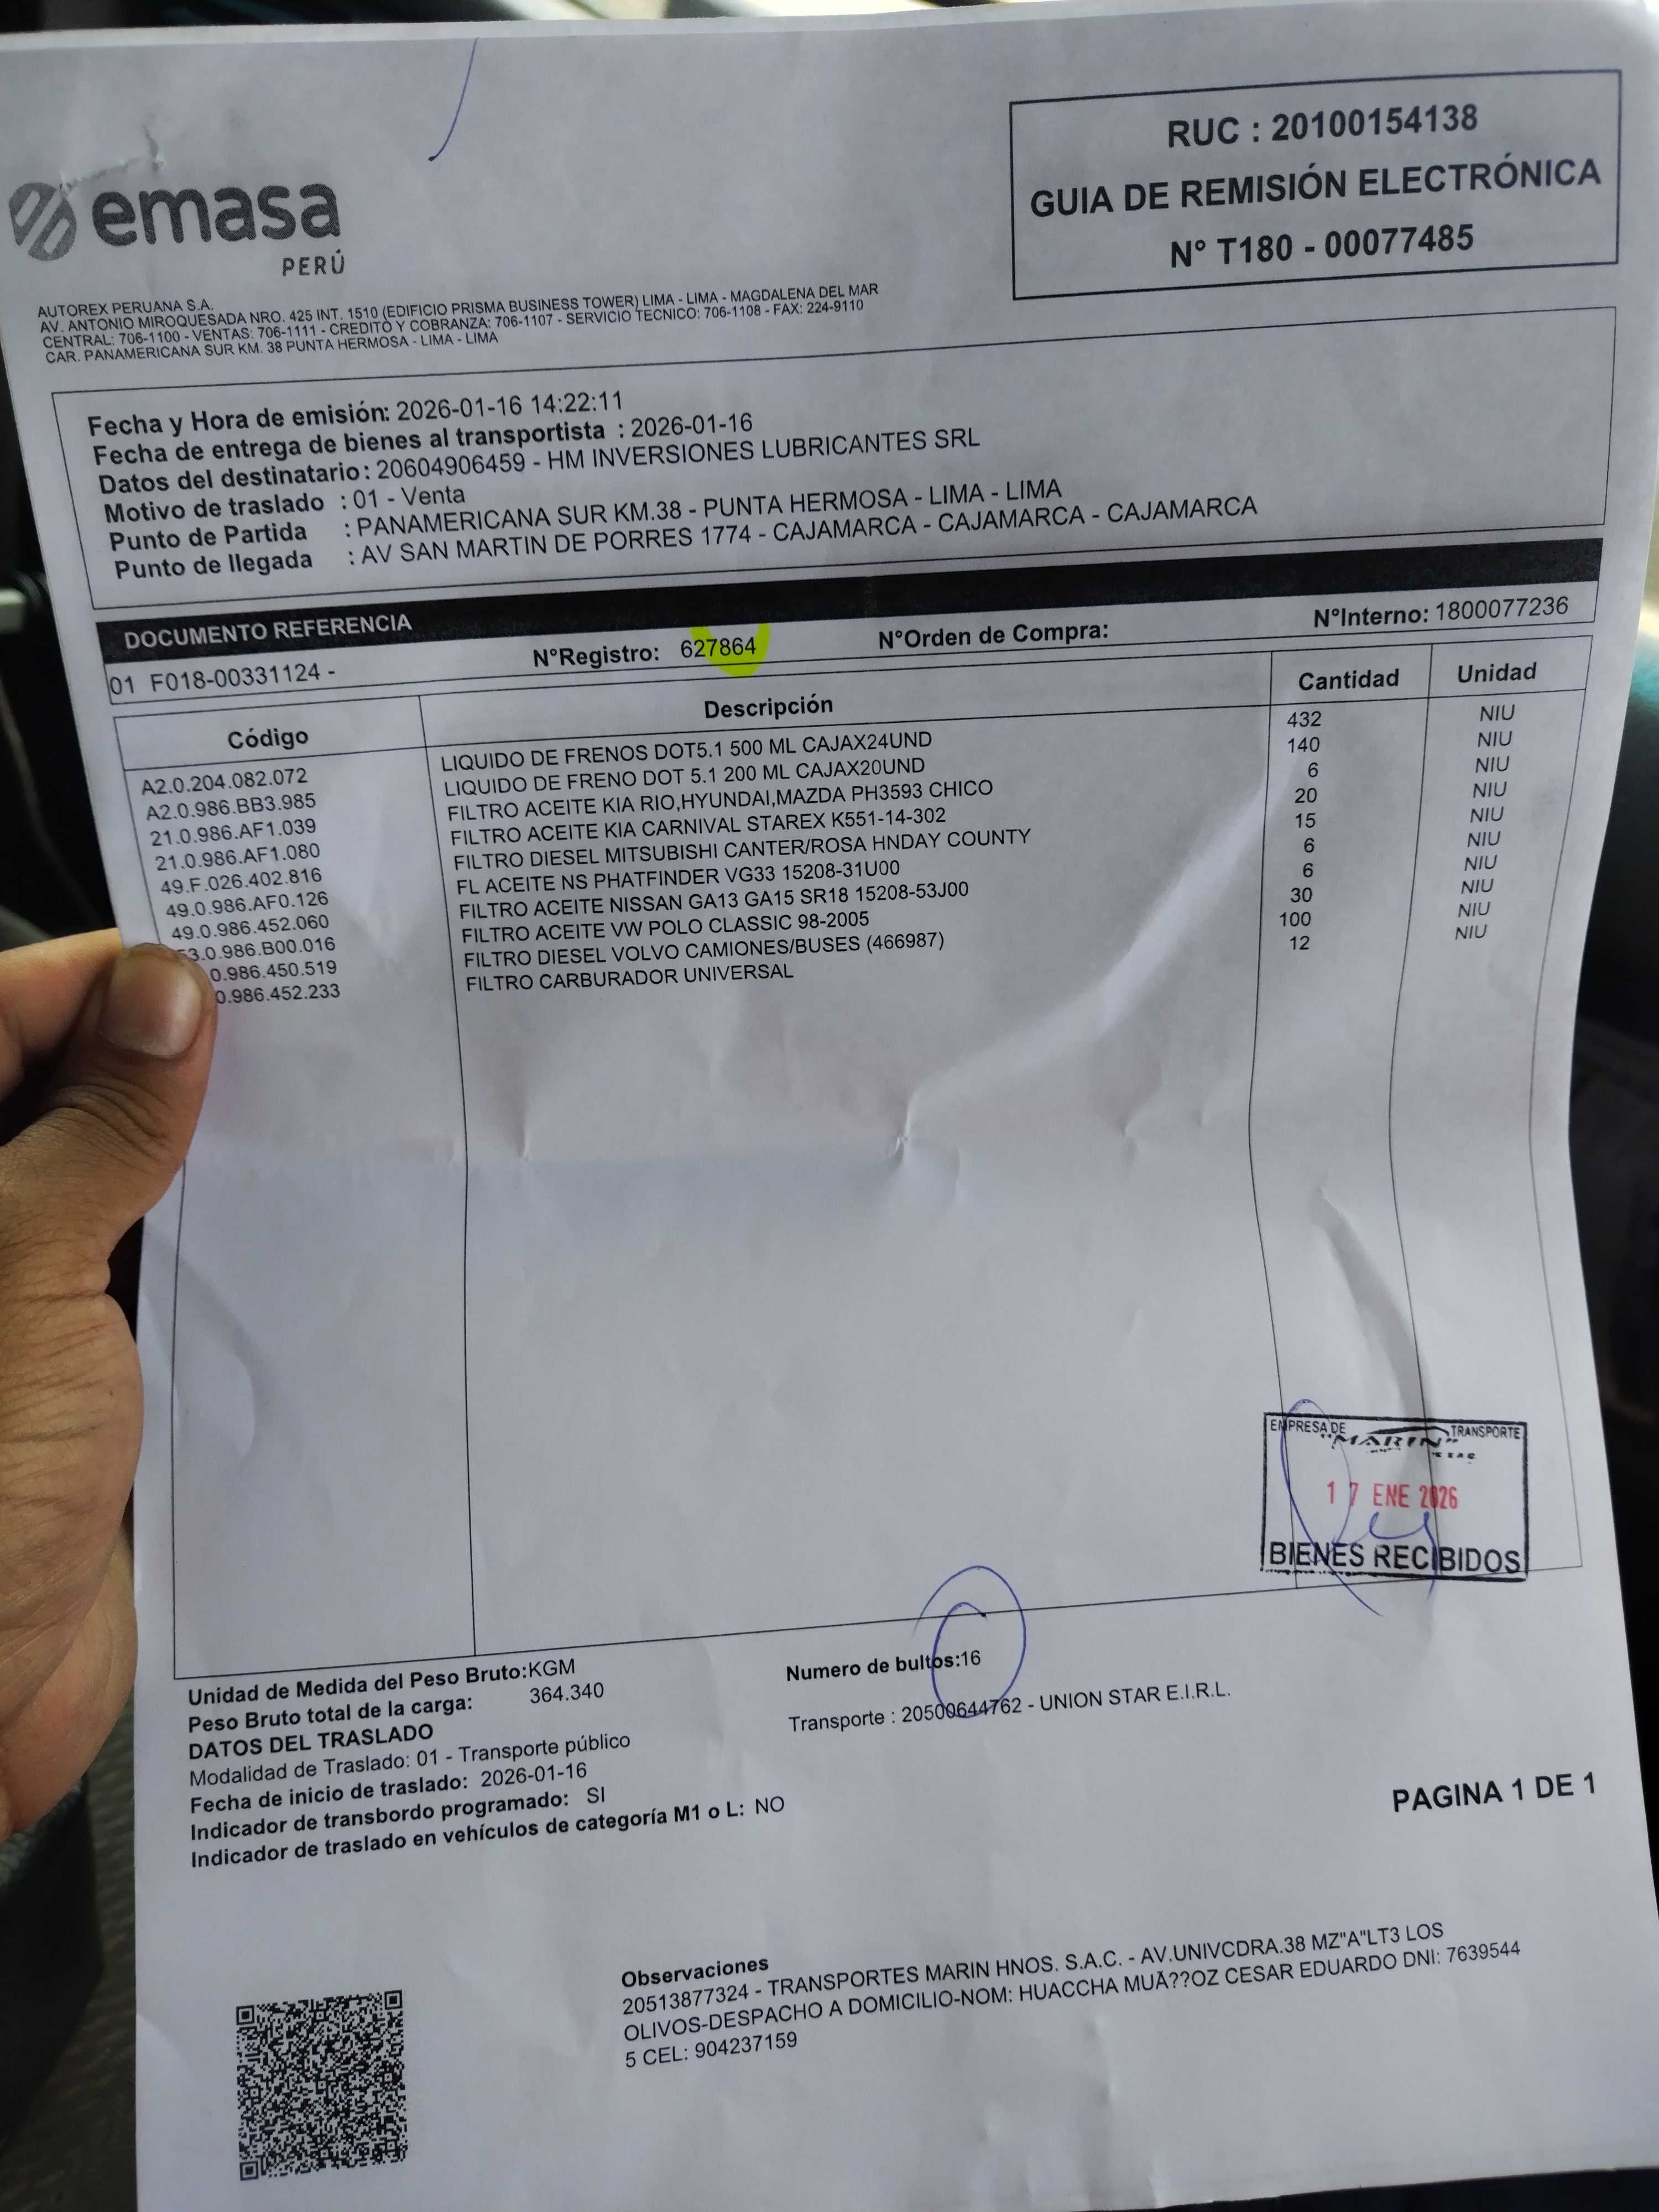 emasa
PERÚ
RUC : 20100154138
GUIA DE REMISIÓN ELECTRÓNICA
N° T180 - 00077485
AUTOREX PERUANA S.A.
AV. ANTONIO MIROQUESADA NRO. 425 INT. 1510 (EDIFICIO PRISMA BUSINESS TOWER) LIMA - LIMA - MAGDALENA DEL MAR
CENTRAL: 706-1100 - VENTAS: 706-1111 - CREDITO Y COBRANZA: 706-1107 - SERVICIO TECNICO: 706-1108 - FAX: 224-9110
CAR. PANAMERICANA SUR KM. 38 PUNTA HERMOSA - LIMA - LIMA
Fecha y Hora de emisión: 2026-01-16 14:22:11
Fecha de entrega de bienes al transportista : 2026-01-16
Datos del destinatario: 20604906459 - HM INVERSIONES LUBRICANTES SRL
Motivo de traslado : 01 - Venta
Punto de Partida : PANAMERICANA SUR KM.38 - PUNTA HERMOSA - LIMA - LIMA
Punto de llegada : AV SAN MARTIN DE PORRES 1774 - CAJAMARCA - CAJAMARCA - CAJAMARCA
DOCUMENTO REFERENCIA
01 F018-00331124 - N°Registro: 627864 N°Orden de Compra: N°Interno: 1800077236
Código Descripción Cantidad Unidad
A2.0.204.082.072 LIQUIDO DE FRENOS DOT5.1 500 ML CAJAX24UND 432 NIU
A2.0.986.BB3.985 LIQUIDO DE FRENO DOT 5.1 200 ML CAJAX20UND 140 NIU
21.0.986.AF1.039 FILTRO ACEITE KIA RIO,HYUNDAI,MAZDA PH3593 CHICO 6 NIU
21.0.986.AF1.080 FILTRO ACEITE KIA CARNIVAL STAREX K551-14-302 20 NIU
49.F.026.402.816 FILTRO DIESEL MITSUBISHI CANTER/ROSA HNDAY COUNTY 15 NIU
49.0.986.AF0.126 FL ACEITE NS PHATFINDER VG33 15208-31U00 6 NIU
49.0.986.452.060 FILTRO ACEITE NISSAN GA13 GA15 SR18 15208-53J00 6 NIU
3.0.986.B00.016 FILTRO ACEITE VW POLO CLASSIC 98-2005 30 NIU
0.986.450.519 FILTRO DIESEL VOLVO CAMIONES/BUSES (466987) 100 NIU
0.986.452.233 FILTRO CARBURADOR UNIVERSAL 12 NIU
EMPRESA DE TRANSPORTE
"MARIN"
17 ENE 2026
BIENES RECIBIDOS
Unidad de Medida del Peso Bruto:KGM Numero de bultos:16
Peso Bruto total de la carga: 364.340 Transporte : 20500644762 - UNION STAR E.I.R.L.
DATOS DEL TRASLADO
Modalidad de Traslado: 01 - Transporte público
Fecha de inicio de traslado: 2026-01-16
Indicador de transbordo programado: SI
Indicador de traslado en vehículos de categoría M1 o L: NO
PAGINA 1 DE 1
Observaciones
20513877324 - TRANSPORTES MARIN HNOS. S.A.C. - AV.UNIVCDRA.38 MZ"A"LT3 LOS
OLIVOS-DESPACHO A DOMICILIO-NOM: HUACCHA MUÃ??OZ CESAR EDUARDO DNI: 7639544
5 CEL: 904237159